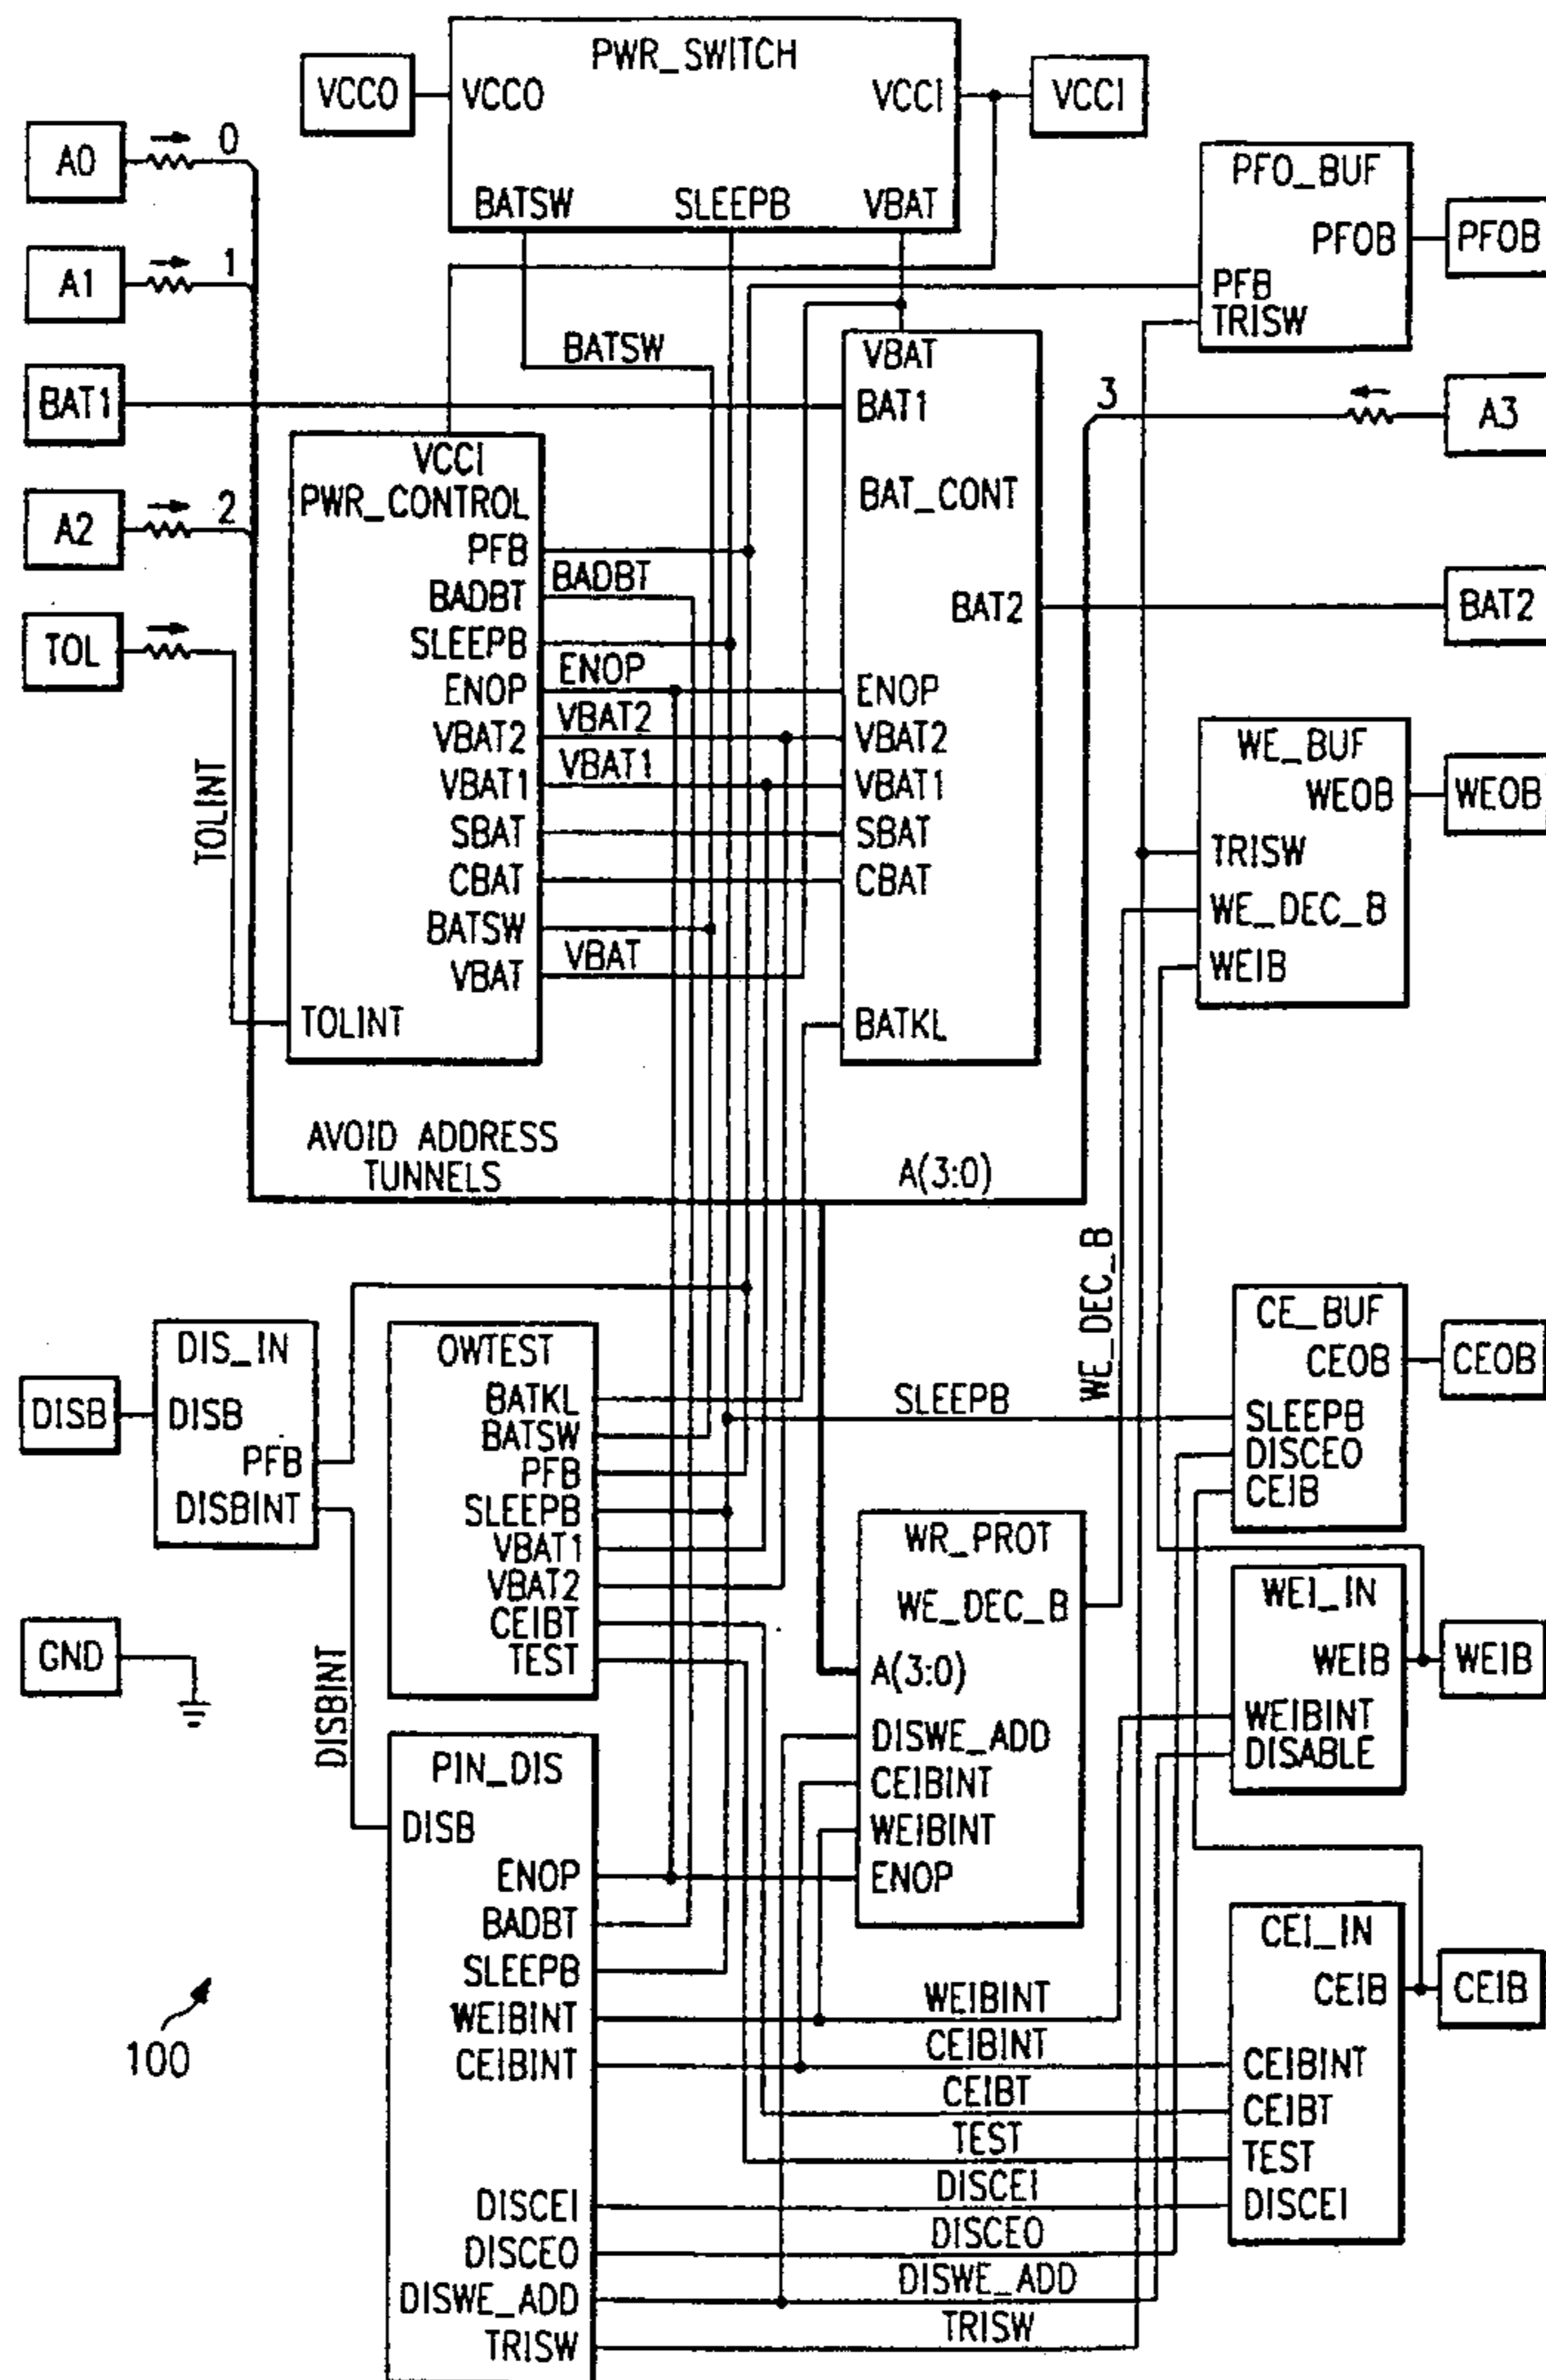 PWR_SWITCH
VCCO
VCCO
VCCI
VCCI
BATSW
SLEEPB
VBAT
A0
0
A1
1
BAT1
A2
2
TOL
TOLINT
PFO_BUF
PFOB
PFOB
PFB
TRISW
BATSW
3
A3
VCCI
PWR_CONTROL
PFB
BADBT
SLEEPB
ENOP
VBAT2
VBAT1
SBAT
CBAT
BATSW
VBAT
TOLINT
BADBT
ENOP
VBAT2
VBAT1
VBAT
VBAT
BAT1
BAT_CONT
BAT2
ENOP
VBAT2
VBAT1
SBAT
CBAT
BATKL
BAT2
WE_BUF
WEOB
WEOB
TRISW
WE_DEC_B
WEIB
AVOID ADDRESS
TUNNELS
A(3:0)
WE_DEC_B
DIS_IN
DISB
DISB
PFB
DISBINT
OWTEST
BATKL
BATSW
PFB
SLEEPB
VBAT1
VBAT2
CEIBT
TEST
SLEEPB
CE_BUF
CEOB
CEOB
SLEEPB
DISCEO
CEIB
GND
DISBINT
WR_PROT
WE_DEC_B
A(3:0)
DISWE_ADD
CEIBINT
WEIBINT
ENOP
WEI_IN
WEIB
WEIB
WEIBINT
DISABLE
PIN_DIS
DISB
ENOP
BADBT
SLEEPB
WEIBINT
CEIBINT
DISCEI
DISCEO
DISWE_ADD
TRISW
WEIBINT
CEIBINT
CEIBT
TEST
DISCEI
DISCEO
DISWE_ADD
TRISW
CEI_IN
CEIB
CEIB
CEIBINT
CEIBT
TEST
DISCEI
100